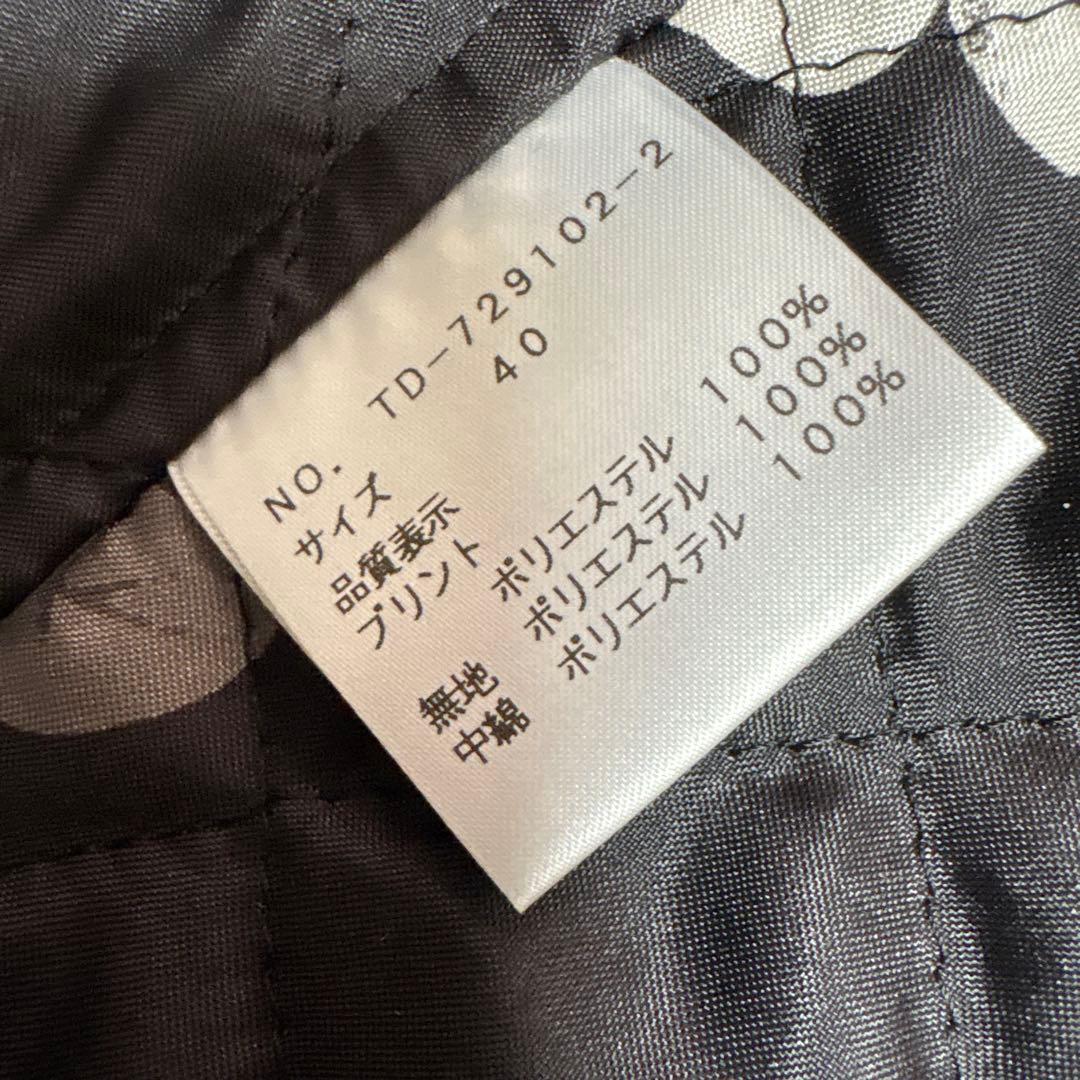 NO. TD-729102-2
サイズ 40
品質表示
プリント ポリエステル 100%
無地 ポリエステル 100%
中綿 ポリエステル 100%